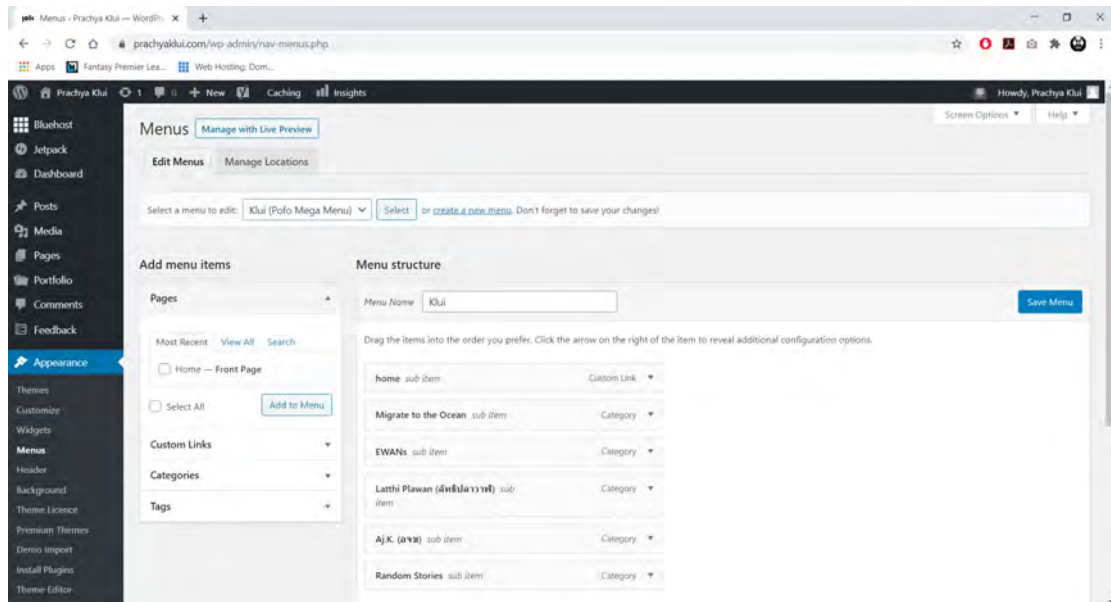 Menus ‹ Prachya Klui — WordPr
prachyaklui.com/wp-admin/nav-menus.php
Apps Fantasy Premier Lea... Web Hosting, Dom...
Prachya Klui 1 0 New Caching Insights Howdy, Prachya Klui
Screen Options Help
Bluehost
Jetpack
Dashboard
Posts
Media
Pages
Portfolio
Comments
Feedback
Appearance
Themes
Customize
Widgets
Menus
Header
Background
Theme Licence
Premium Themes
Demo Import
Install Plugins
Theme Editor
Menus Manage with Live Preview
Edit Menus Manage Locations
Select a menu to edit: Klui (Pofo Mega Menu) Select or create a new menu. Don't forget to save your changes!
Add menu items
Pages
Most Recent View All Search
Home — Front Page
Select All Add to Menu
Custom Links
Categories
Tags
Menu structure
Menu Name Klui Save Menu
Drag the items into the order you prefer. Click the arrow on the right of the item to reveal additional configuration options.
home sub item Custom Link
Migrate to the Ocean sub item Category
EWANs sub item Category
Latthi Plawan (ลัทธิปลาวาฬ) sub Category
item
Aj.K. (อจข) sub item Category
Random Stories sub item Category